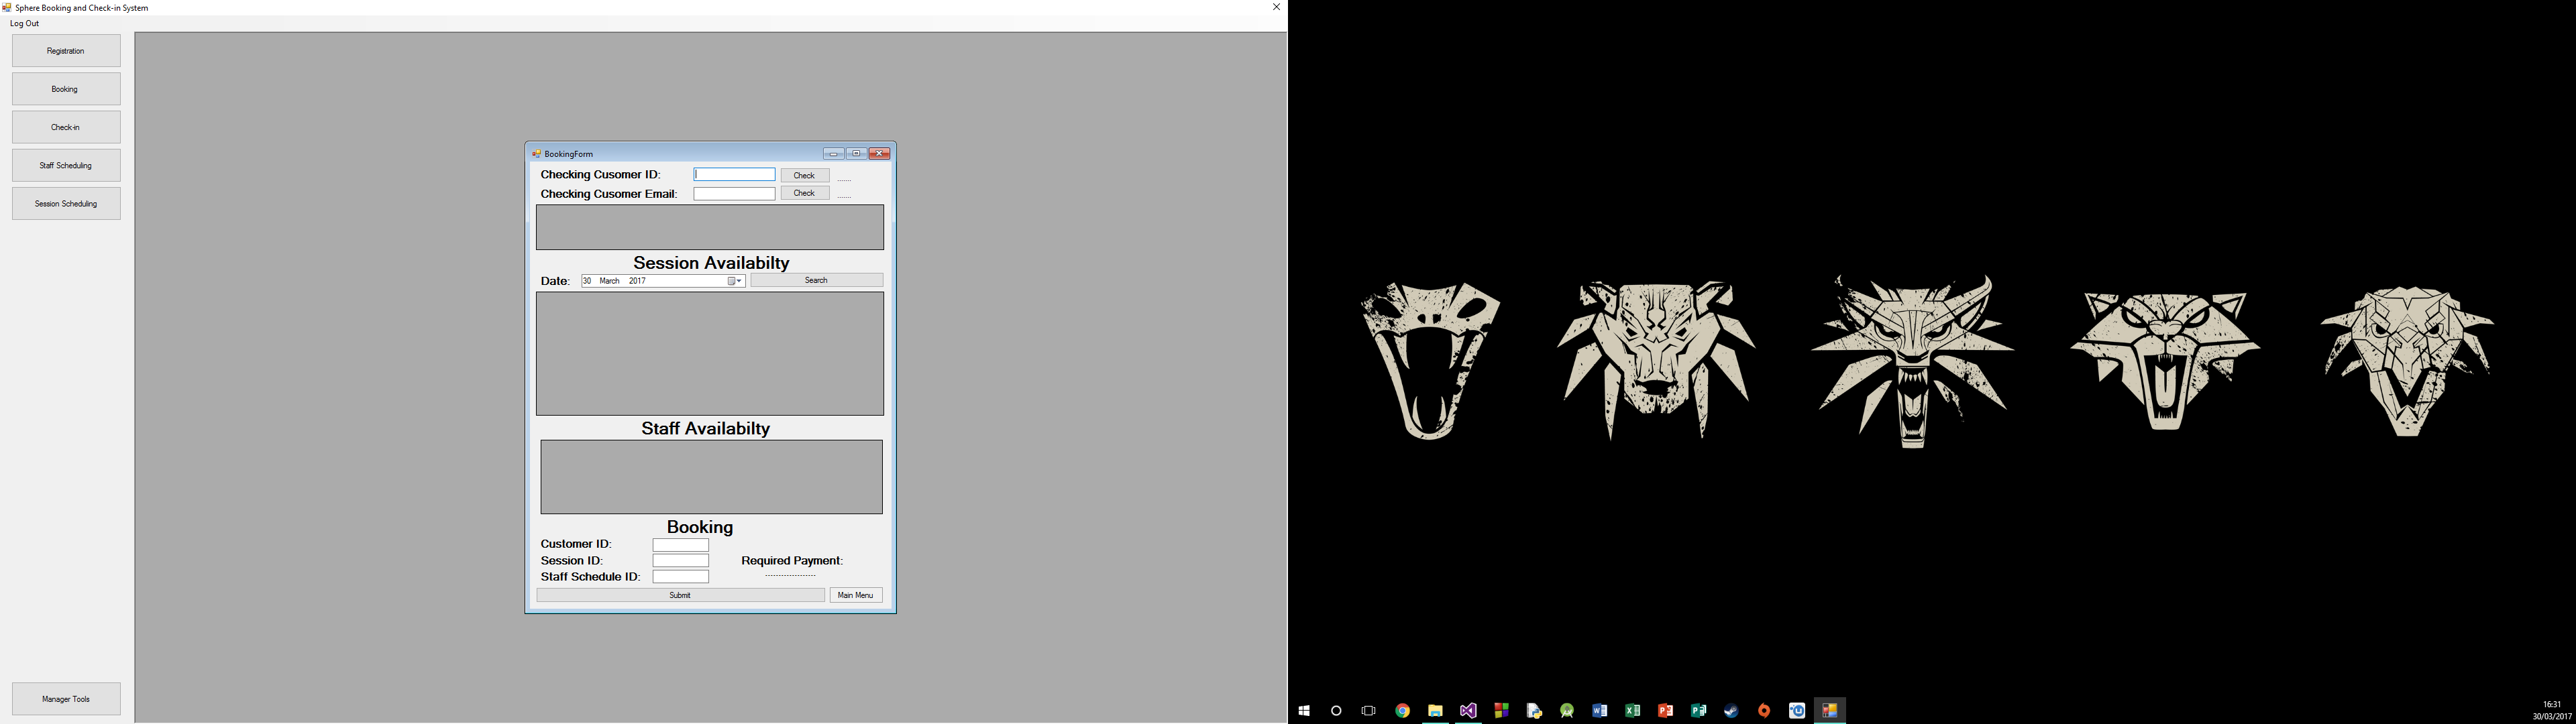 Sphere Booking and Check-in System
Log Out
Registration
Booking
Check-in
Staff Scheduling
Session Scheduling
Manager Tools
BookingForm
Checking Cusomer ID: Check .......
Checking Cusomer Email: Check .......
Session Availabilty
Date: 30 March 2017 Search
Staff Availabilty
Booking
Customer ID:
Session ID: Required Payment:
Staff Schedule ID: -------------------
Submit Main Menu
16:31
30/03/2017